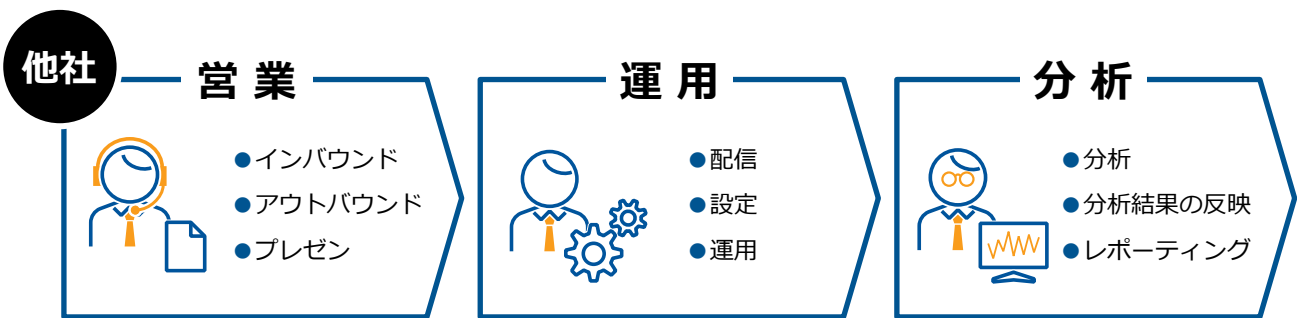 他社
営業
●インバウンド
●アウトバウンド
●プレゼン
運用
●配信
●設定
●運用
分析
●分析
●分析結果の反映
●レポーティング